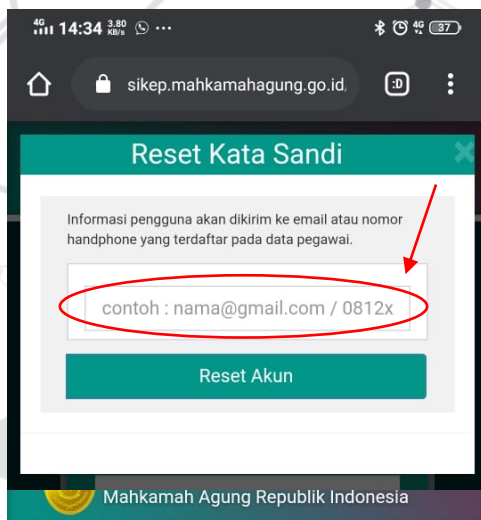 4G 14:34 3.80 KB/s ... 4G 37
sikep.mahkamahagung.go.id :D
Reset Kata Sandi
Informasi pengguna akan dikirim ke email atau nomor
handphone yang terdaftar pada data pegawai.
contoh : nama@gmail.com / 0812x
Reset Akun
Mahkamah Agung Republik Indonesia